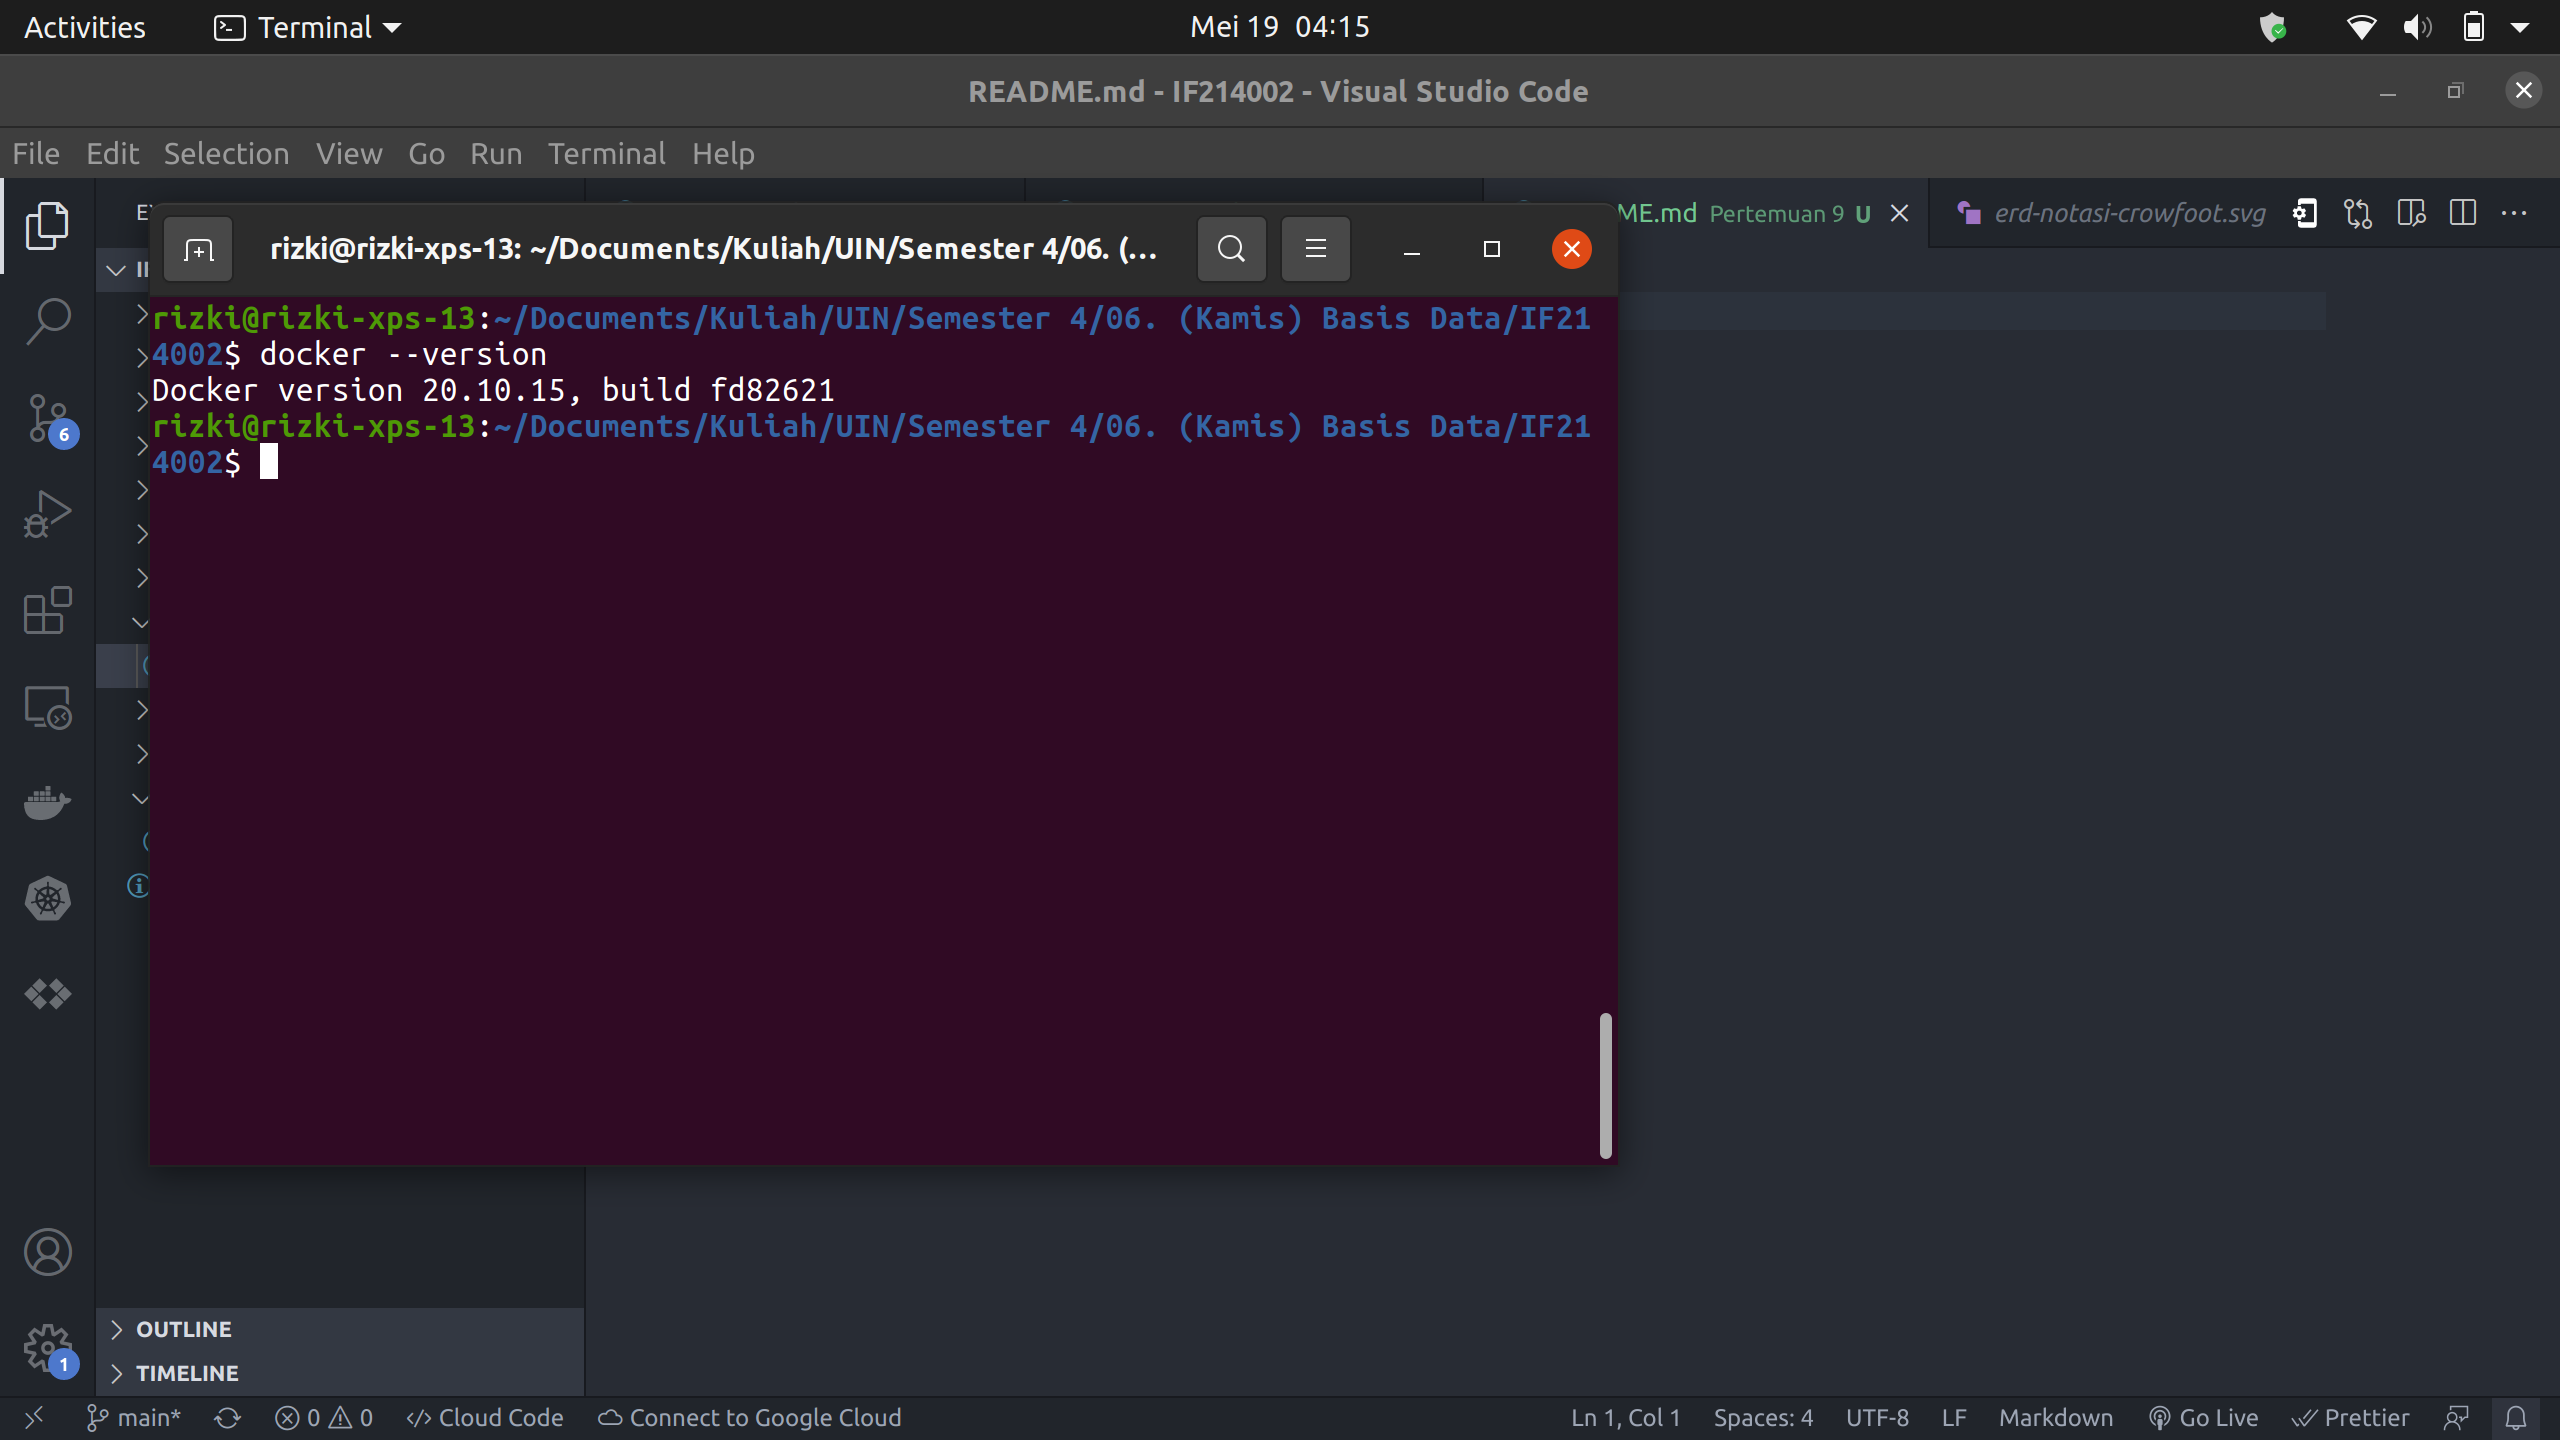 Activities
Terminal
Mei 19 04:15
README.md - IF214002 - Visual Studio Code
File Edit Selection View Go Run Terminal Help
ME.md Pertemuan 9 U
erd-notasi-crowfoot.svg
rizki@rizki-xps-13: ~/Documents/Kuliah/UIN/Semester 4/06. (...
rizki@rizki-xps-13:~/Documents/Kuliah/UIN/Semester 4/06. (Kamis) Basis Data/IF21
4002$ docker --version
Docker version 20.10.15, build fd82621
rizki@rizki-xps-13:~/Documents/Kuliah/UIN/Semester 4/06. (Kamis) Basis Data/IF21
4002$
6
OUTLINE
1
TIMELINE
main* 0 0 Cloud Code Connect to Google Cloud
Ln 1, Col 1 Spaces: 4 UTF-8 LF Markdown Go Live Prettier